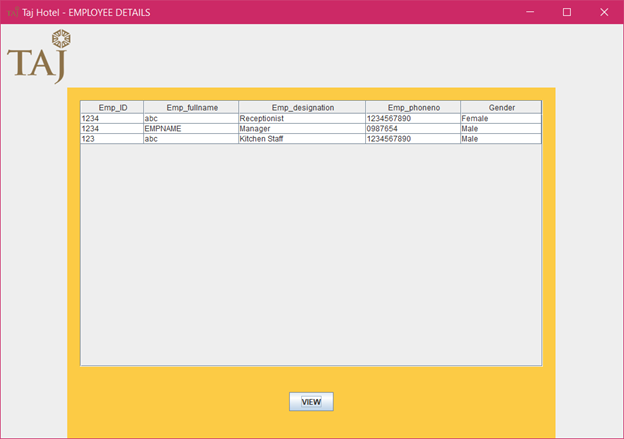 Taj Hotel - EMPLOYEE DETAILS
TAJ
Emp_ID Emp_fullname Emp_designation Emp_phoneno Gender
1234 abc Receptionist 1234567890 Female
1234 EMPNAME Manager 0987654 Male
123 abc Kitchen Staff 1234567890 Male
VIEW